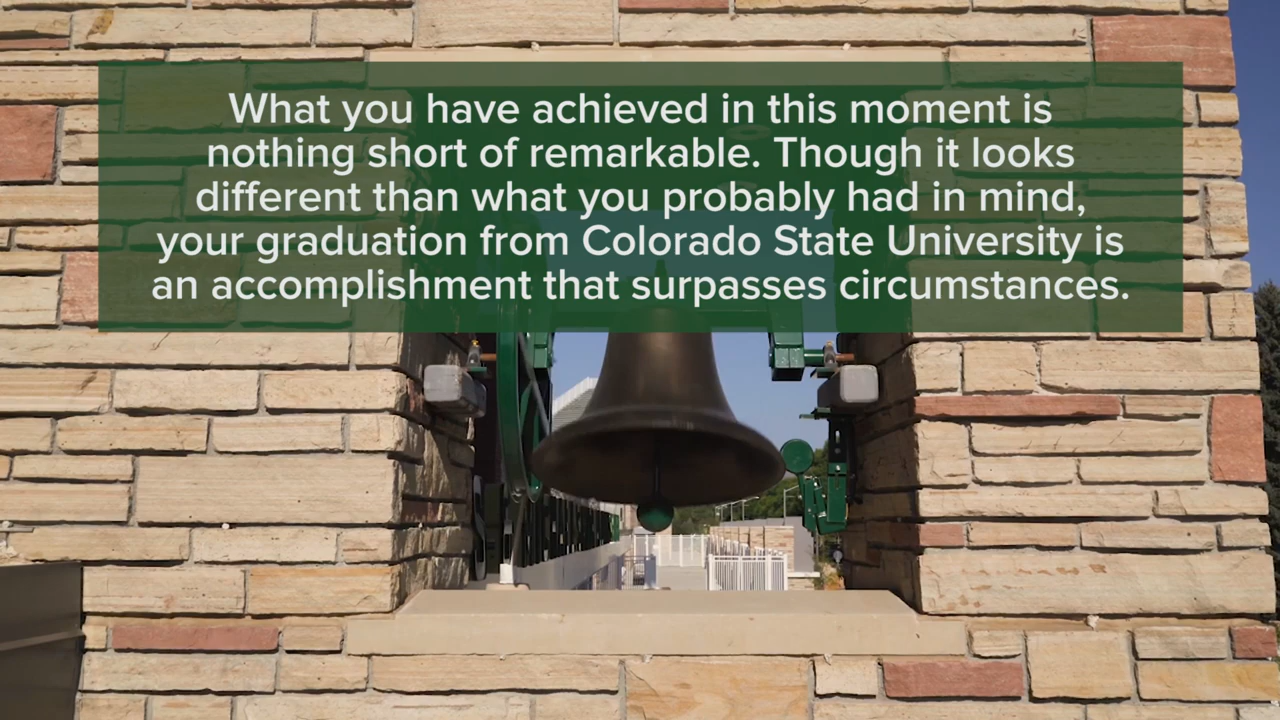 What you have achieved in this moment is
nothing short of remarkable. Though it looks
different than what you probably had in mind,
your graduation from Colorado State University is
an accomplishment that surpasses circumstances.